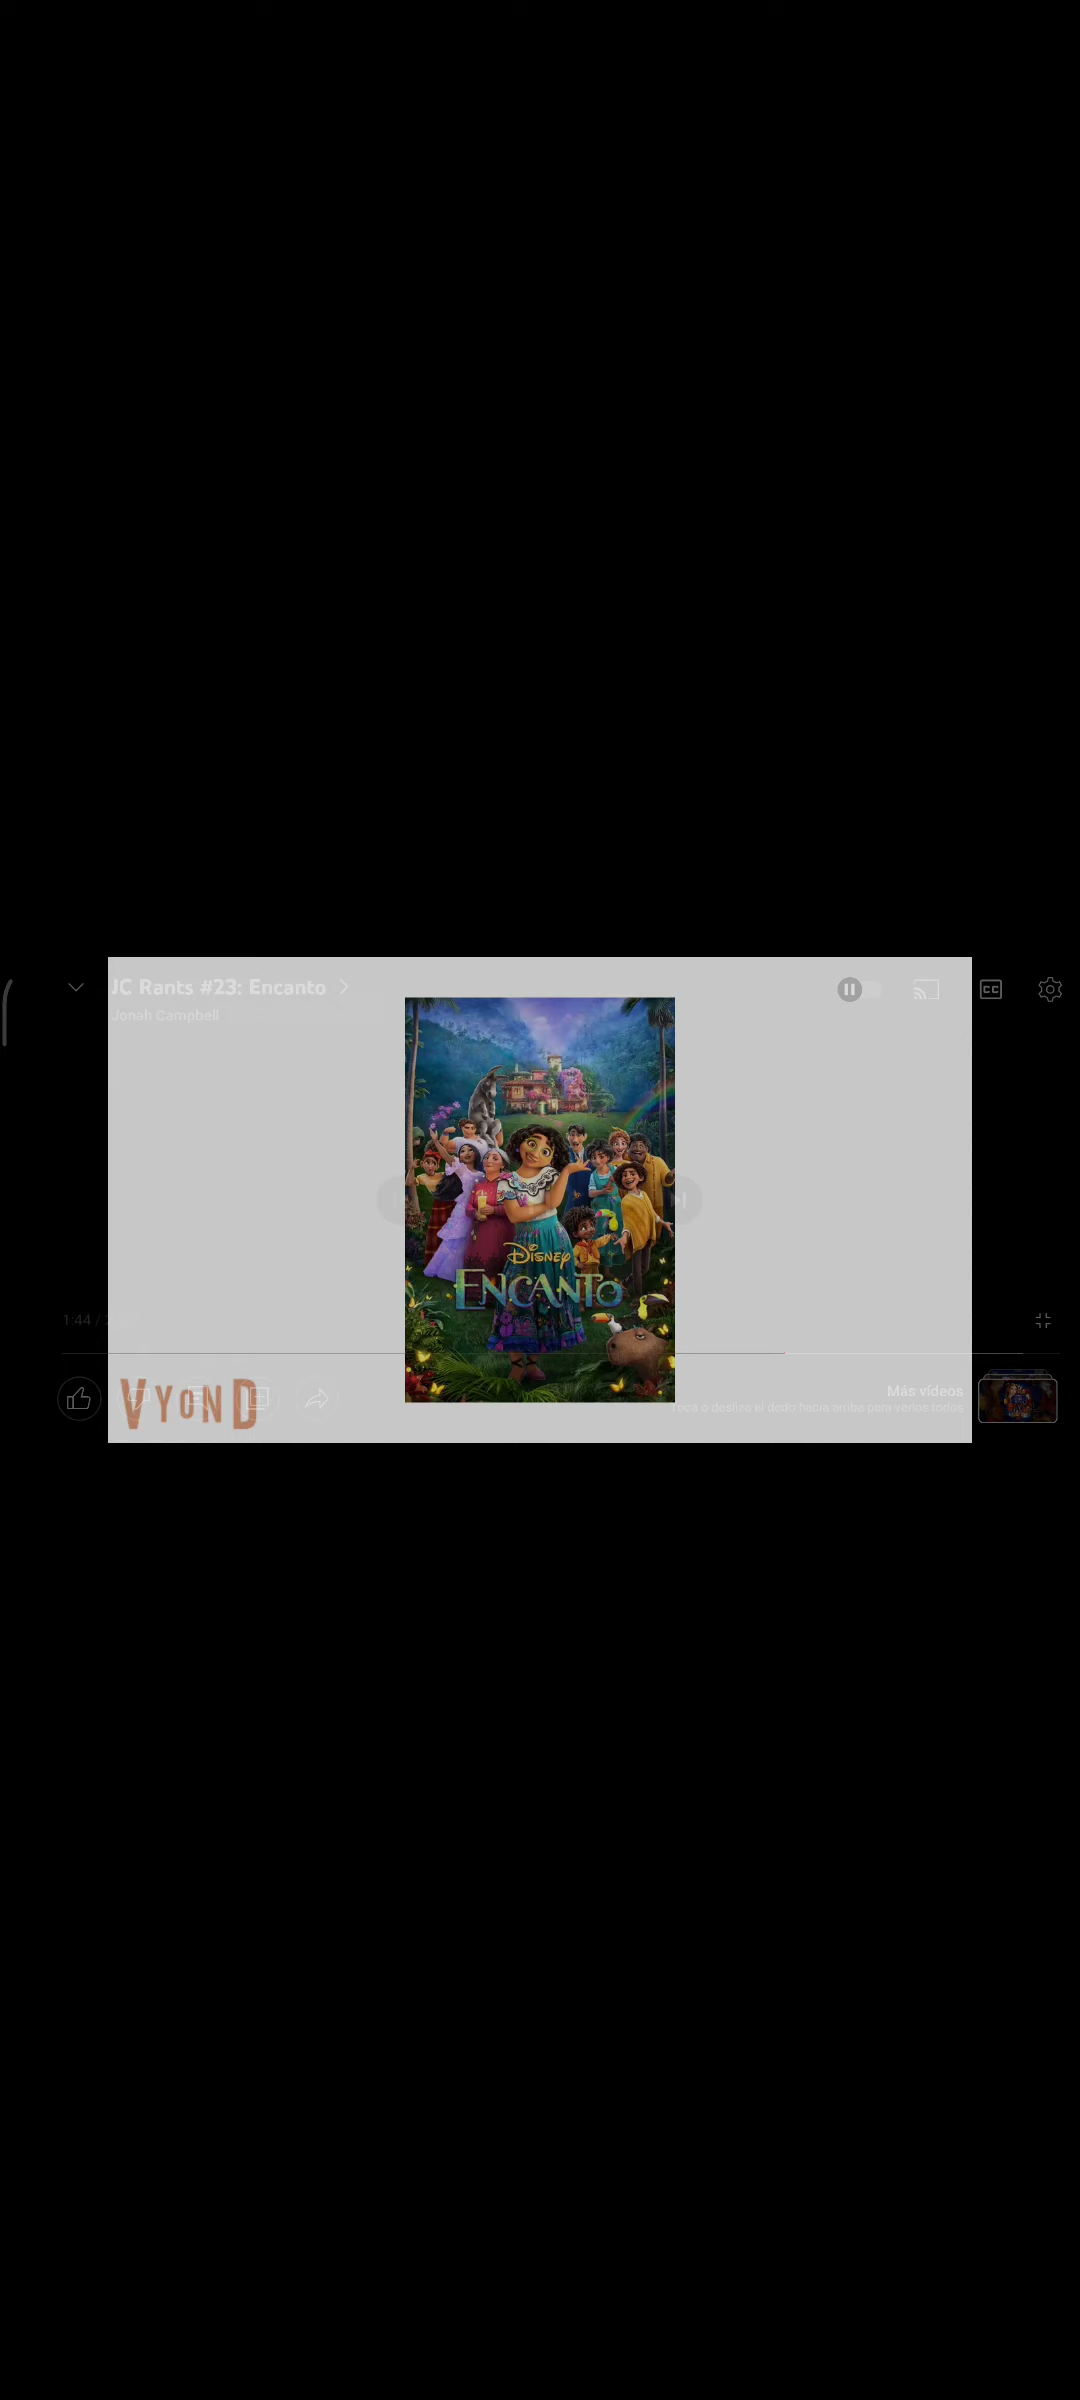 JC Rants #23: Encanto
Jonah Campbell
CC
DISNEY
ENCANTO
1:44 /
Más vídeos
Toca o desliza el dedo hacia arriba para verlos todos
VYOND